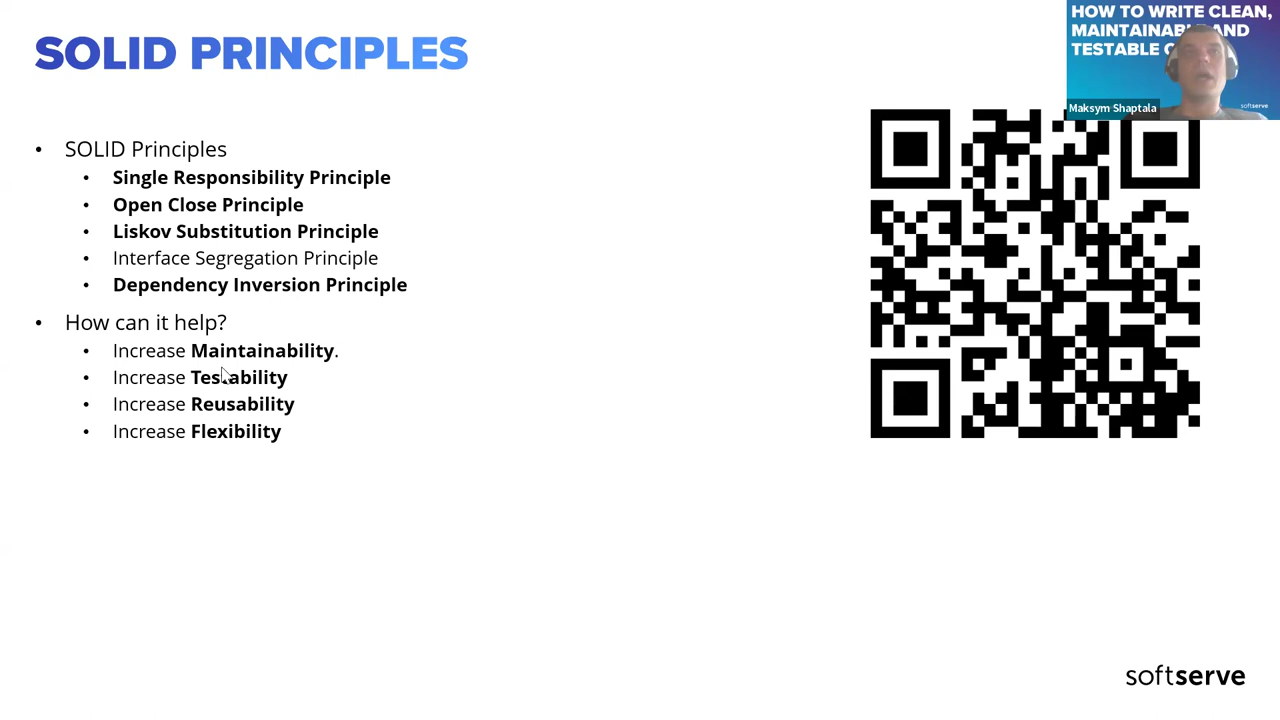 SOLID PRINCIPLES
HOW TO WRITE CLEAN,
AND
TESTABLE
Maksym Shaptala
softserve
• SOLID Principles
• Single Responsibility Principle
• Open Close Principle
• Liskov Substitution Principle
• Interface Segregation Principle
• Dependency Inversion Principle
• How can it help?
• Increase Maintainability.
• Increase Testability
• Increase Reusability
• Increase Flexibility
softserve